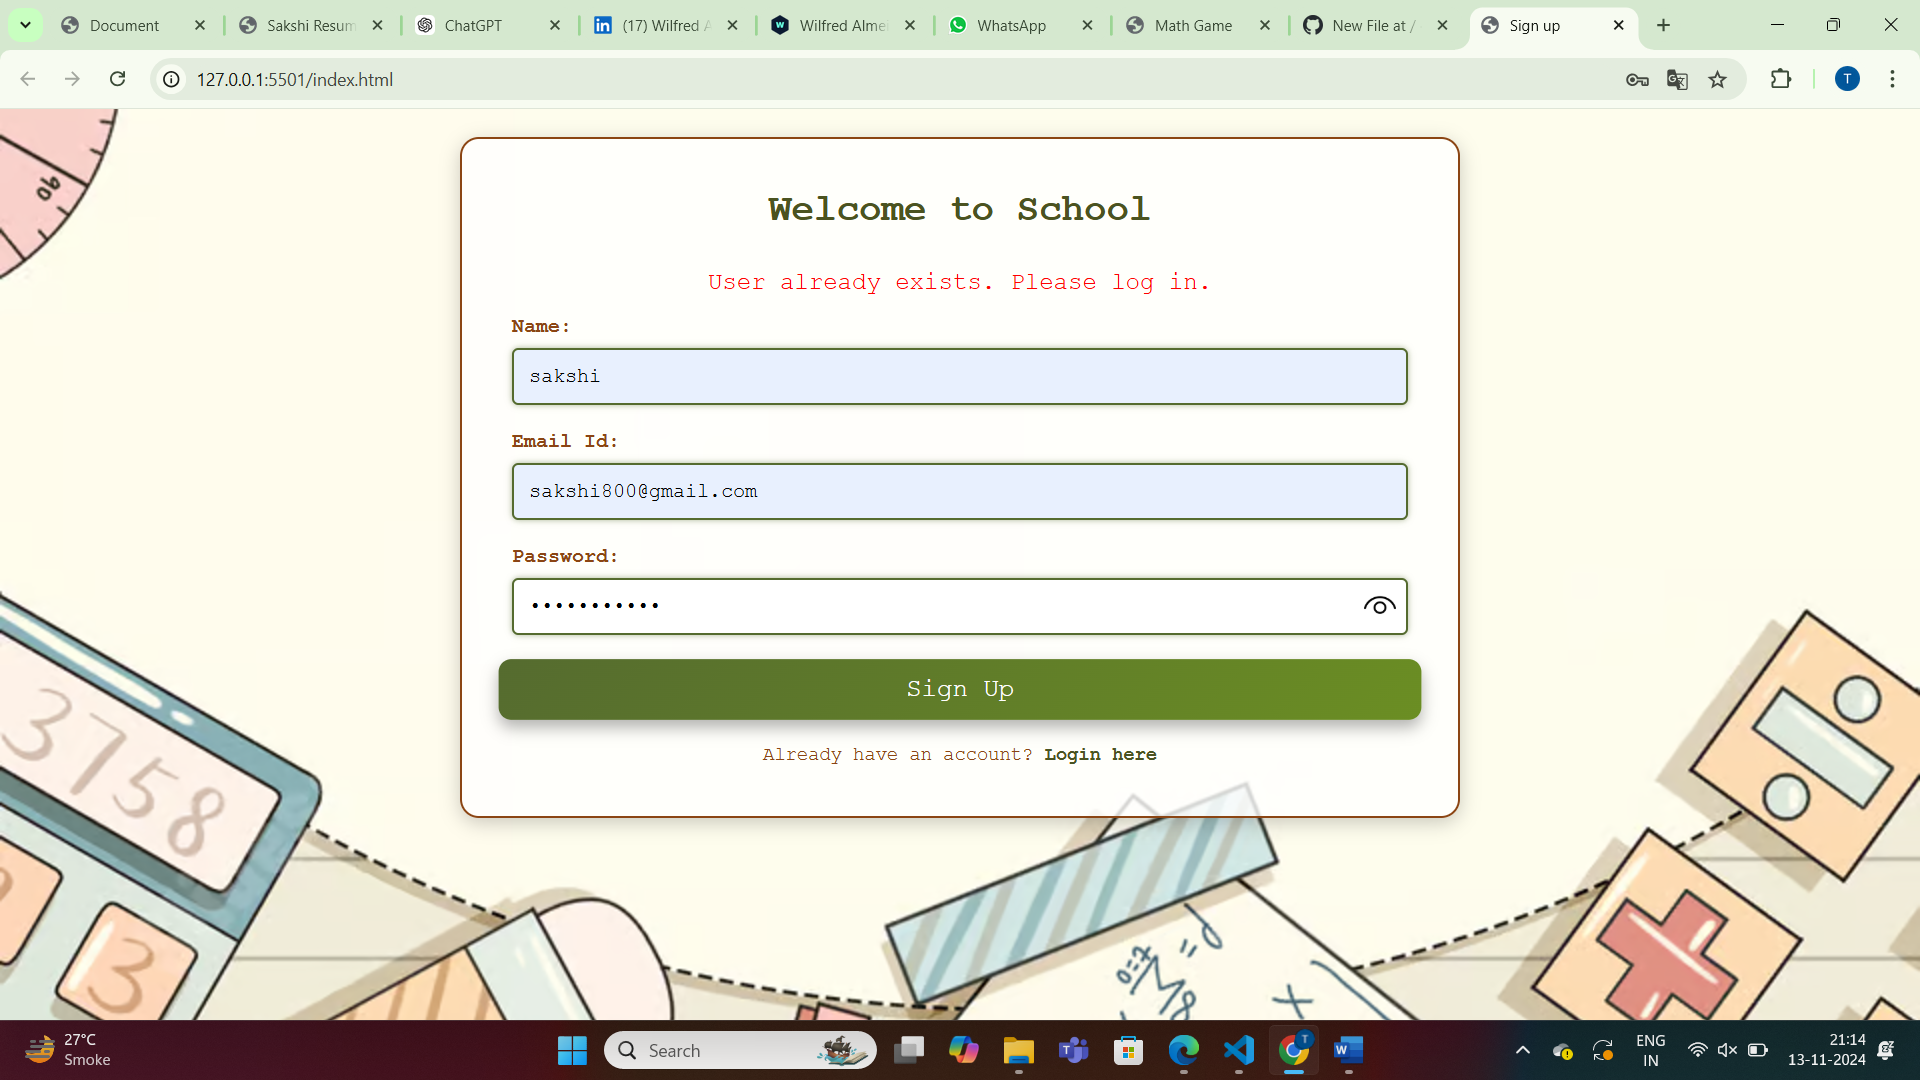 Document
Sakshi Resum
ChatGPT
(17) Wilfred A
Wilfred Alme
WhatsApp
Math Game
New File at /
Sign up
127.0.0.1:5501/index.html
T
90
Welcome to School
User already exists. Please log in.
Name:
sakshi
Email Id:
sakshi800@gmail.com
Password:
Sign Up
Already have an account? Login here
3758
3
27°C
Smoke
Search
ENG
IN
21:14
13-11-2024